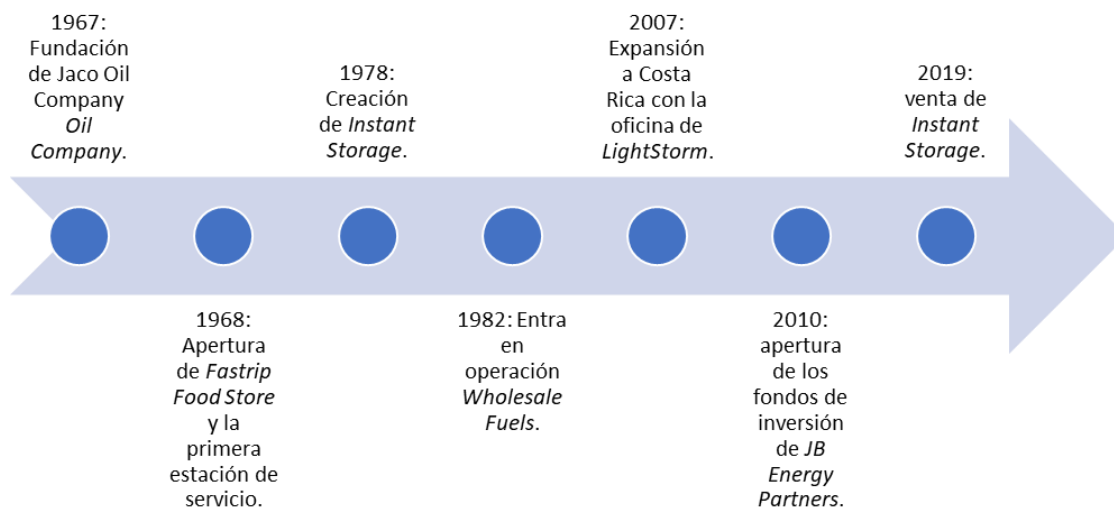 1967:
Fundación
de Jaco Oil
Company
Oil
Company.
1968:
Apertura
de Fastrip
Food Store
y la
primera
estación de
servicio.
1978:
Creación
de Instant
Storage.
1982: Entra
en
operación
Wholesale
Fuels.
2007:
Expansión
a Costa
Rica con la
oficina de
LightStorm.
2010:
apertura
de los
fondos de
inversión
de JB
Energy
Partners.
2019:
venta de
Instant
Storage.